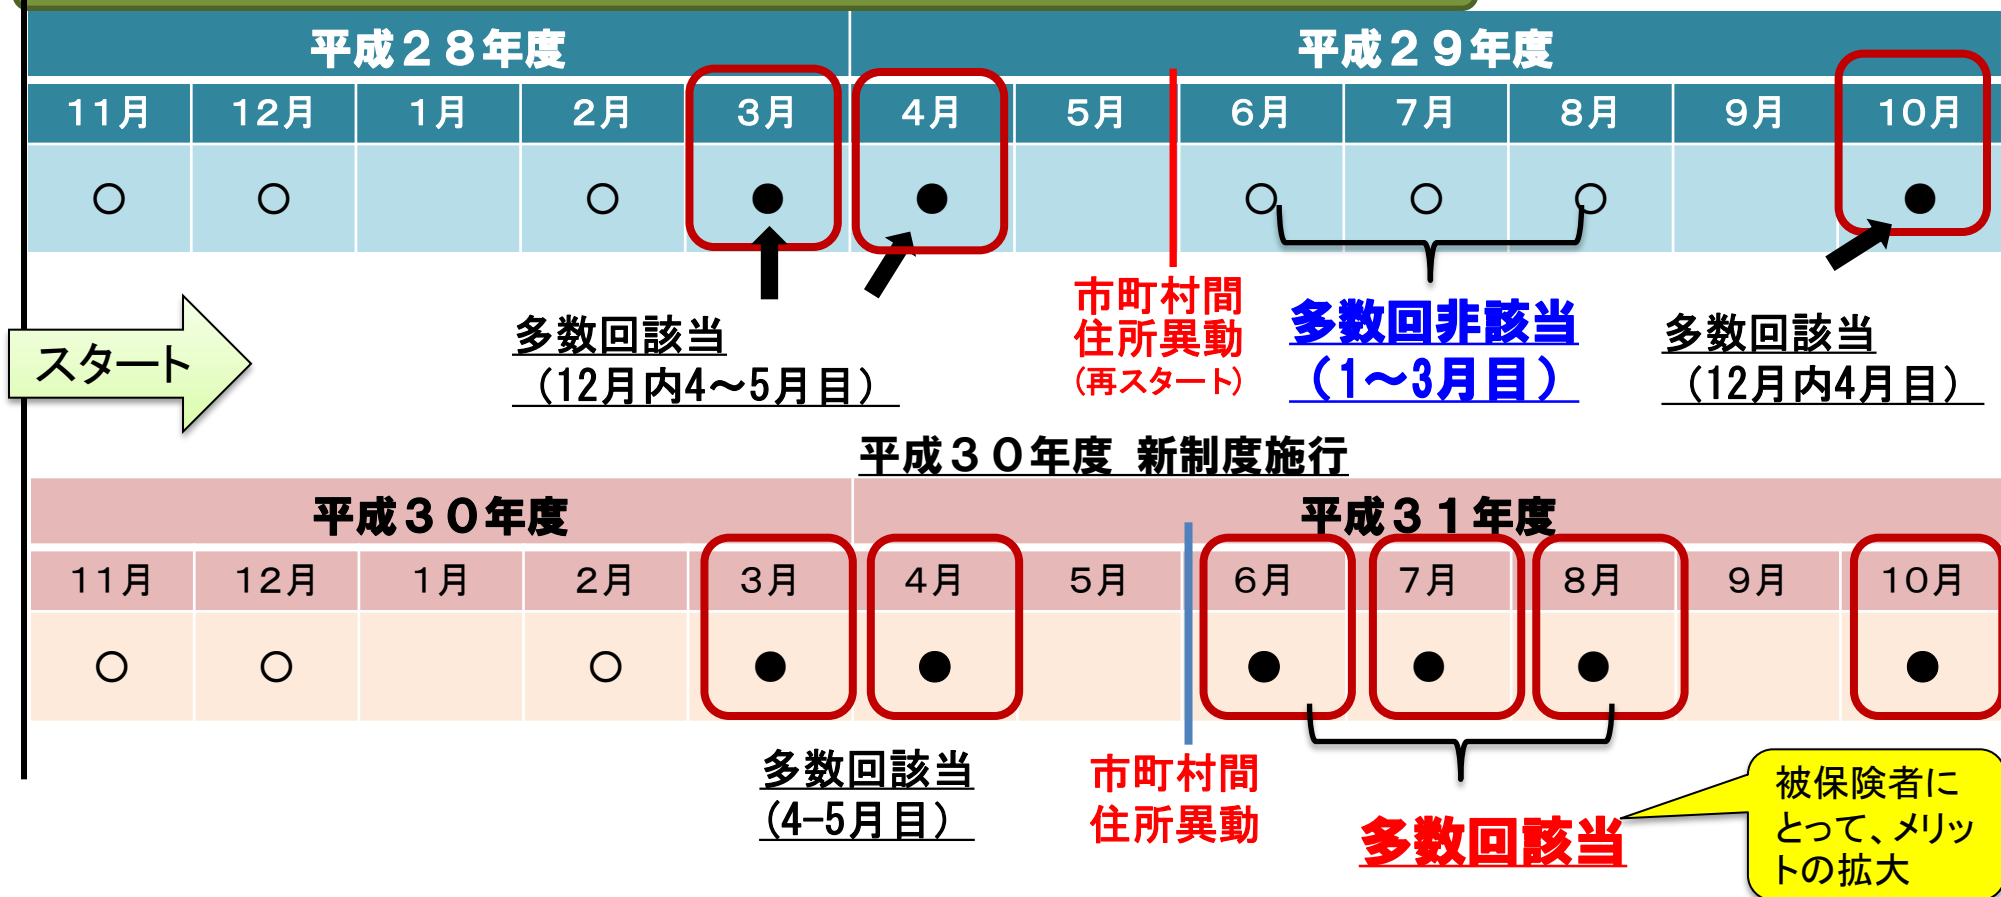 平成２８年度 平成２９年度
11月 12月 1月 2月 3月 4月 5月 6月 7月 8月 9月 10月
○ ○ ○ ● ● ○ ○ ○ ●
スタート
多数回該当
（12月内4～5月目）
市町村間
住所異動
（再スタート）
多数回非該当
（1～3月目）
多数回該当
（12月内4月目）
平成３０年度 新制度施行
平成３０年度 平成３１年度
11月 12月 1月 2月 3月 4月 5月 6月 7月 8月 9月 10月
○ ○ ○ ● ● ● ● ● ●
多数回該当
（4-5月目）
市町村間
住所異動
多数回該当
被保険者に
とって、メリッ
トの拡大